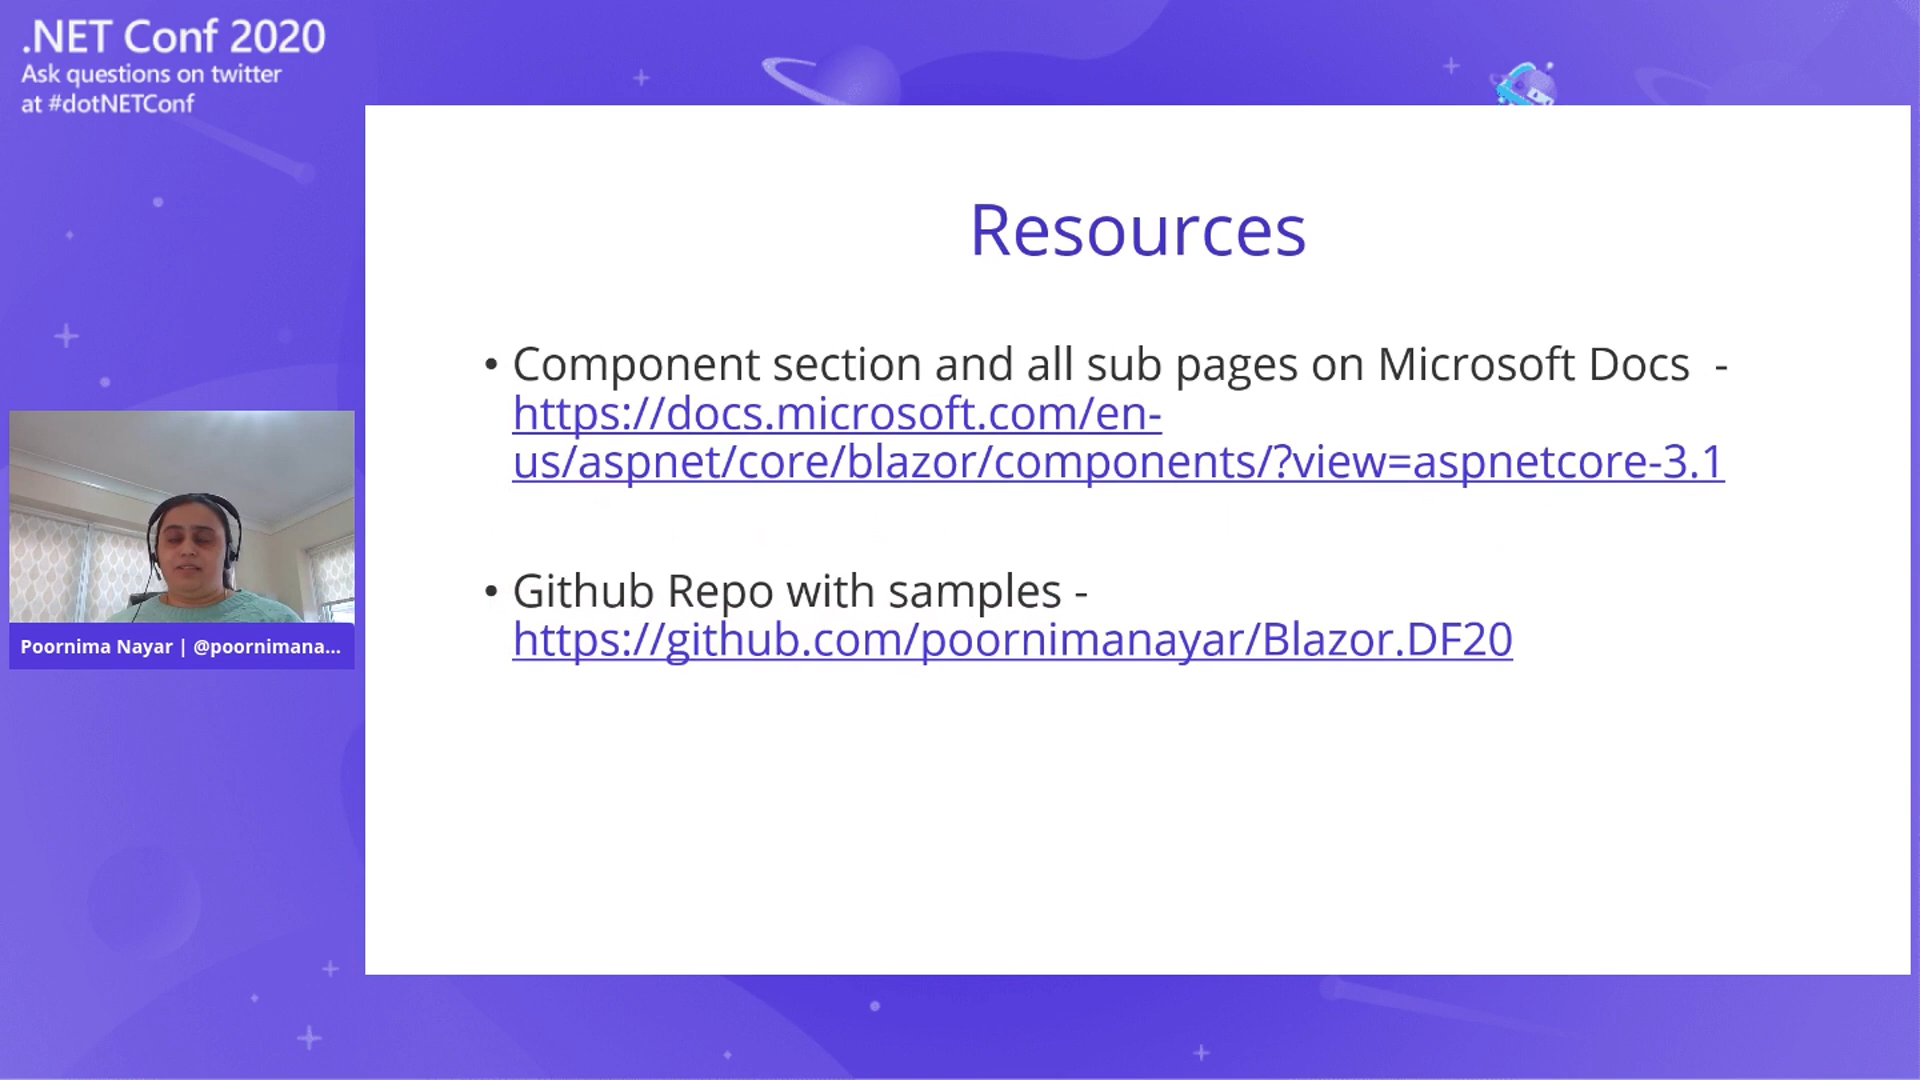 .NET Conf 2020
Ask questions on twitter
at #dotNETConf
Resources
• Component section and all sub pages on Microsoft Docs -
https://docs.microsoft.com/en-
us/aspnet/core/blazor/components/?view=aspnetcore-3.1
• Github Repo with samples -
https://github.com/poornimanayar/Blazor.DF20
Poornima Nayar | @poornimana...